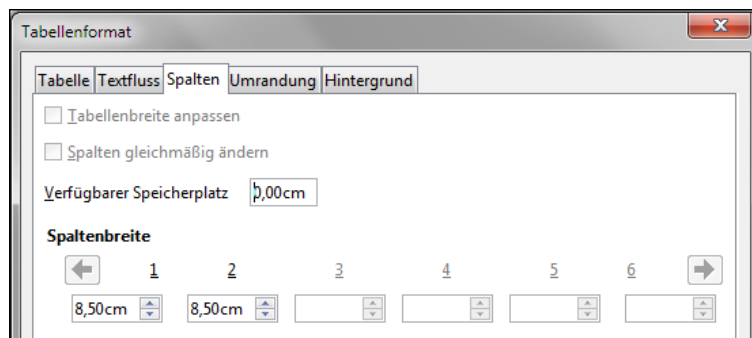 Tabellenformat
Tabelle Textfluss Spalten Umrandung Hintergrund
Tabellenbreite anpassen
Spalten gleichmäßig ändern
Verfügbarer Speicherplatz 0,00cm
Spaltenbreite
1 2 3 4 5 6
8,50cm 8,50cm